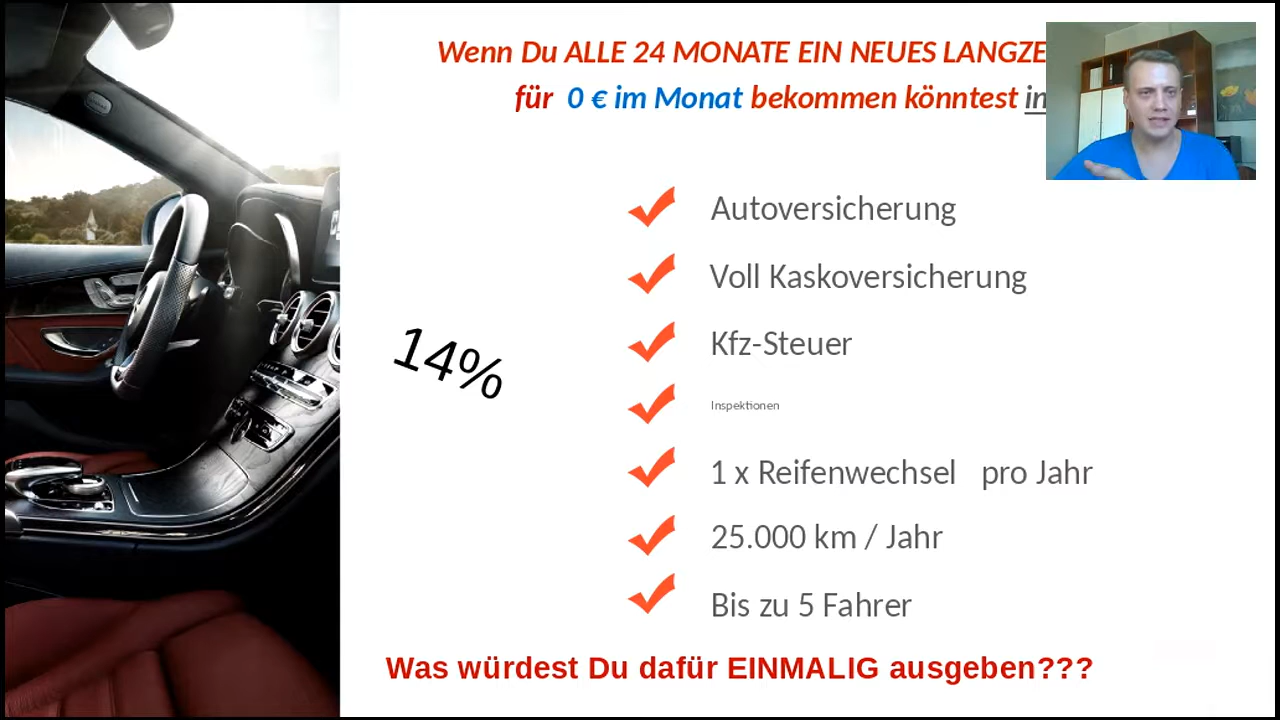 Wenn Du ALLE 24 MONATE EIN NEUES
für 0 € im Monat bekommen könntest
Autoversicherung
Voll Kaskoversicherung
Kfz-Steuer
14%
Inspektionen
1 x Reifenwechsel pro Jahr
25.000 km / Jahr
Bis zu 5 Fahrer
Was würdest Du dafür EINMALIG ausgeben???